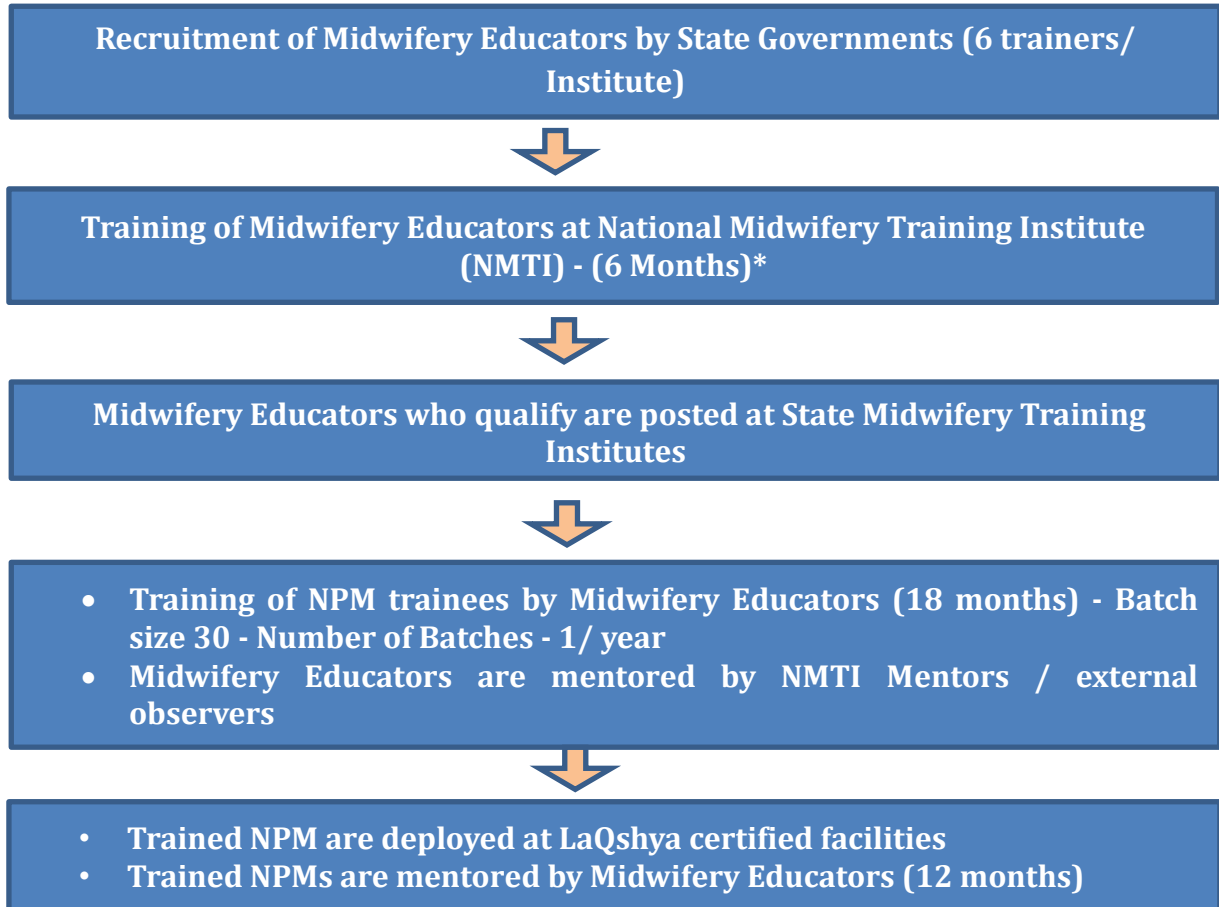 Recruitment of Midwifery Educators by State Governments (6 trainers/
Institute)
Training of Midwifery Educators at National Midwifery Training Institute
(NMTI) - (6 Months)*
Midwifery Educators who qualify are posted at State Midwifery Training
Institutes
• Training of NPM trainees by Midwifery Educators (18 months) - Batch
size 30 - Number of Batches - 1/ year
• Midwifery Educators are mentored by NMTI Mentors / external
observers
• Trained NPM are deployed at LaQshya certified facilities
• Trained NPMs are mentored by Midwifery Educators (12 months)